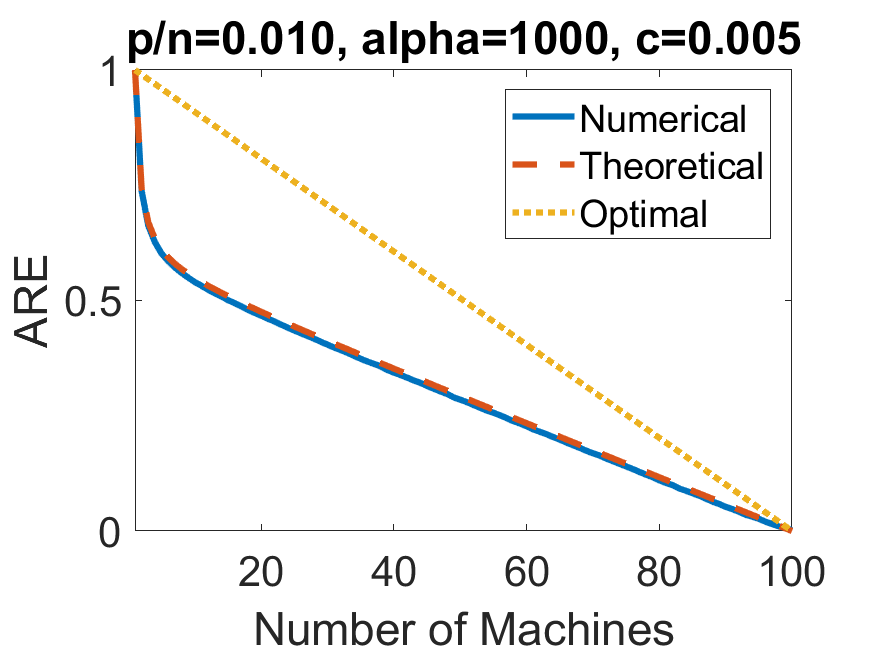 p/n=0.010, alpha=1000, c=0.005
1
0.5
0
ARE
Numerical
Theoretical
Optimal
20 40 60 80 100
Number of Machines